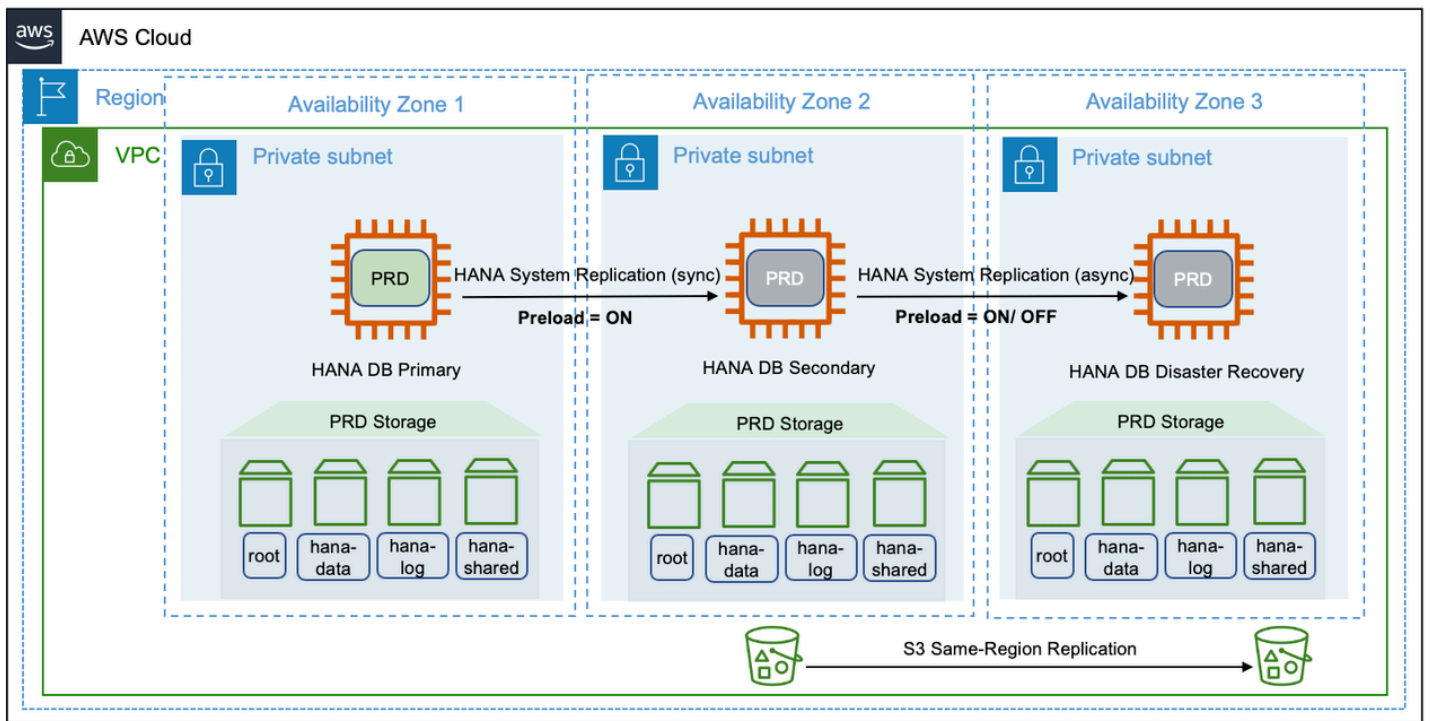 aws
AWS Cloud
Region
Availability Zone 1
Availability Zone 2
Availability Zone 3
VPC
Private subnet
Private subnet
Private subnet
PRD
HANA System Replication (sync)
Preload = ON
PRD
HANA System Replication (async)
Preload = ON/ OFF
PRD
HANA DB Primary
HANA DB Secondary
HANA DB Disaster Recovery
PRD Storage
PRD Storage
PRD Storage
root
hana-
data
hana-
log
hana-
shared
root
hana-
data
hana-
log
hana-
shared
root
hana-
data
hana-
log
hana-
shared
S3 Same-Region Replication